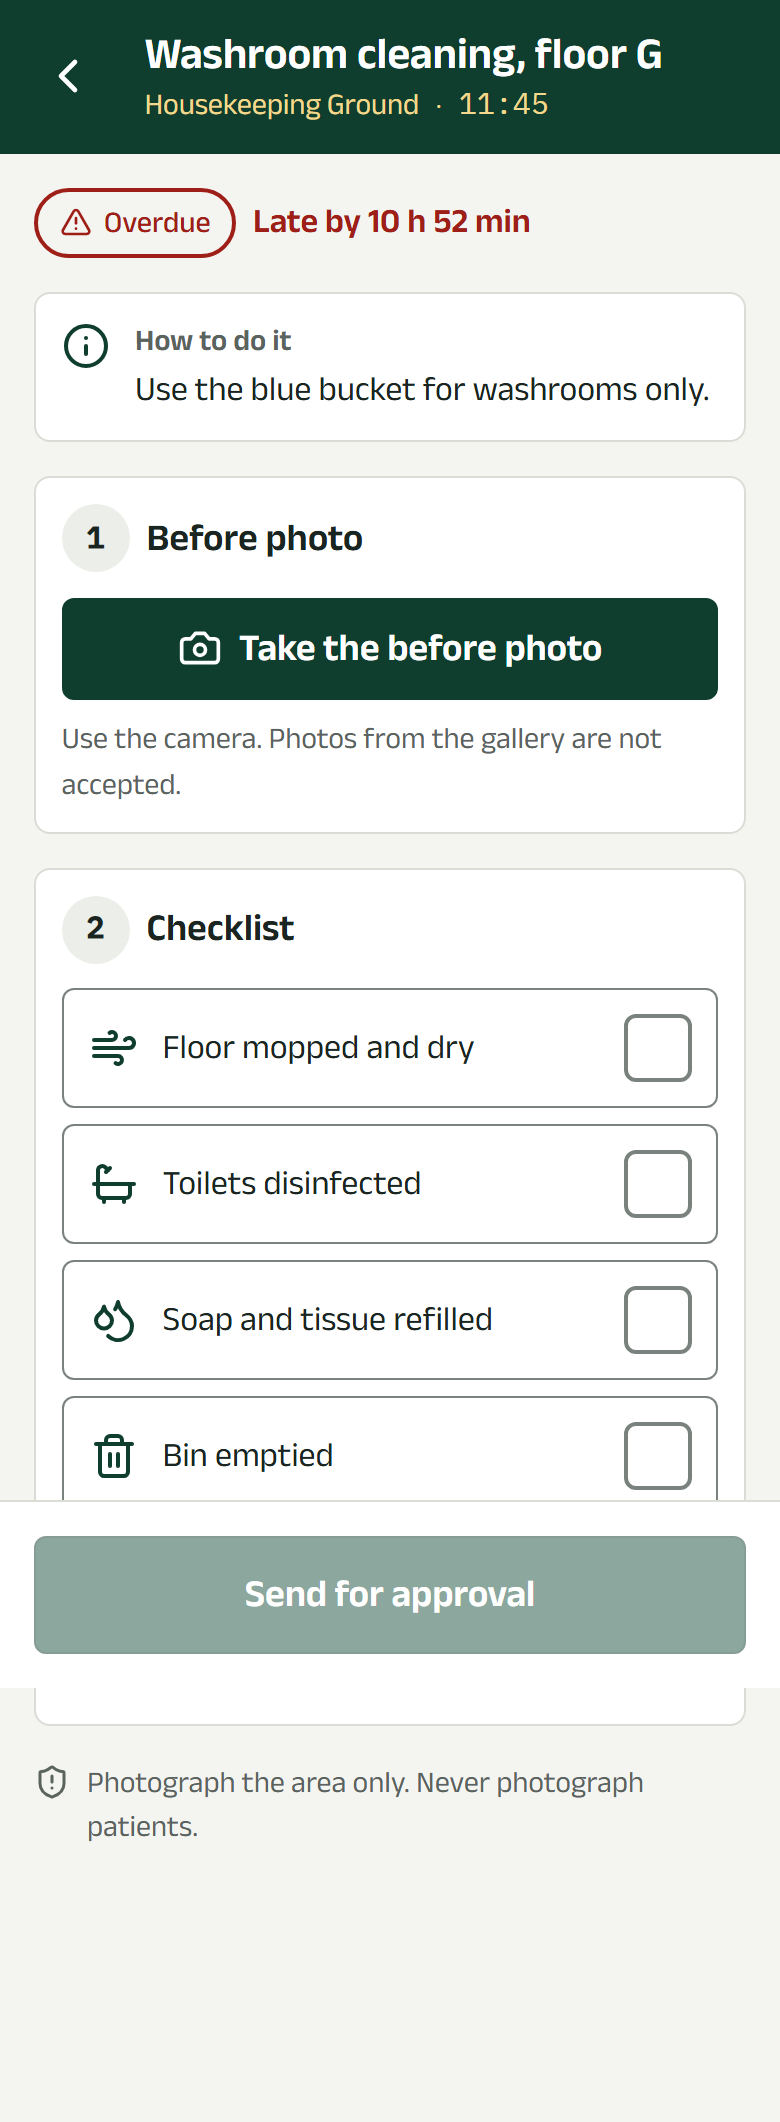 Washroom cleaning, floor G
Housekeeping Ground · 11:45
Overdue Late by 10 h 52 min
How to do it
Use the blue bucket for washrooms only.
1 Before photo
Take the before photo
Use the camera. Photos from the gallery are not
accepted.
2 Checklist
Floor mopped and dry
Toilets disinfected
Soap and tissue refilled
Bin emptied
Send for approval
Photograph the area only. Never photograph
patients.